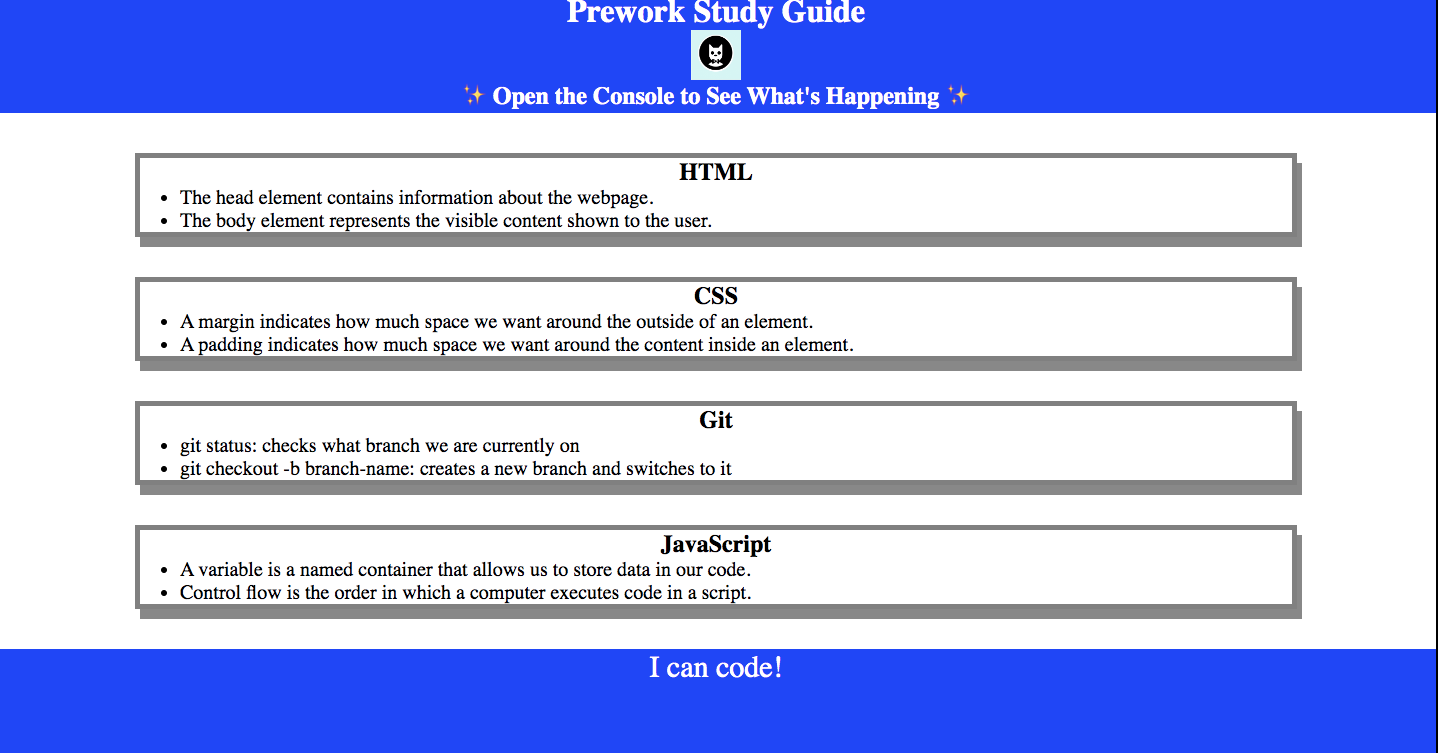 Prework Study Guide
✨ Open the Console to See What's Happening ✨
HTML
• The head element contains information about the webpage.
• The body element represents the visible content shown to the user.
CSS
• A margin indicates how much space we want around the outside of an element.
• A padding indicates how much space we want around the content inside an element.
Git
• git status: checks what branch we are currently on
• git checkout -b branch-name: creates a new branch and switches to it
JavaScript
• A variable is a named container that allows us to store data in our code.
• Control flow is the order in which a computer executes code in a script.
I can code!